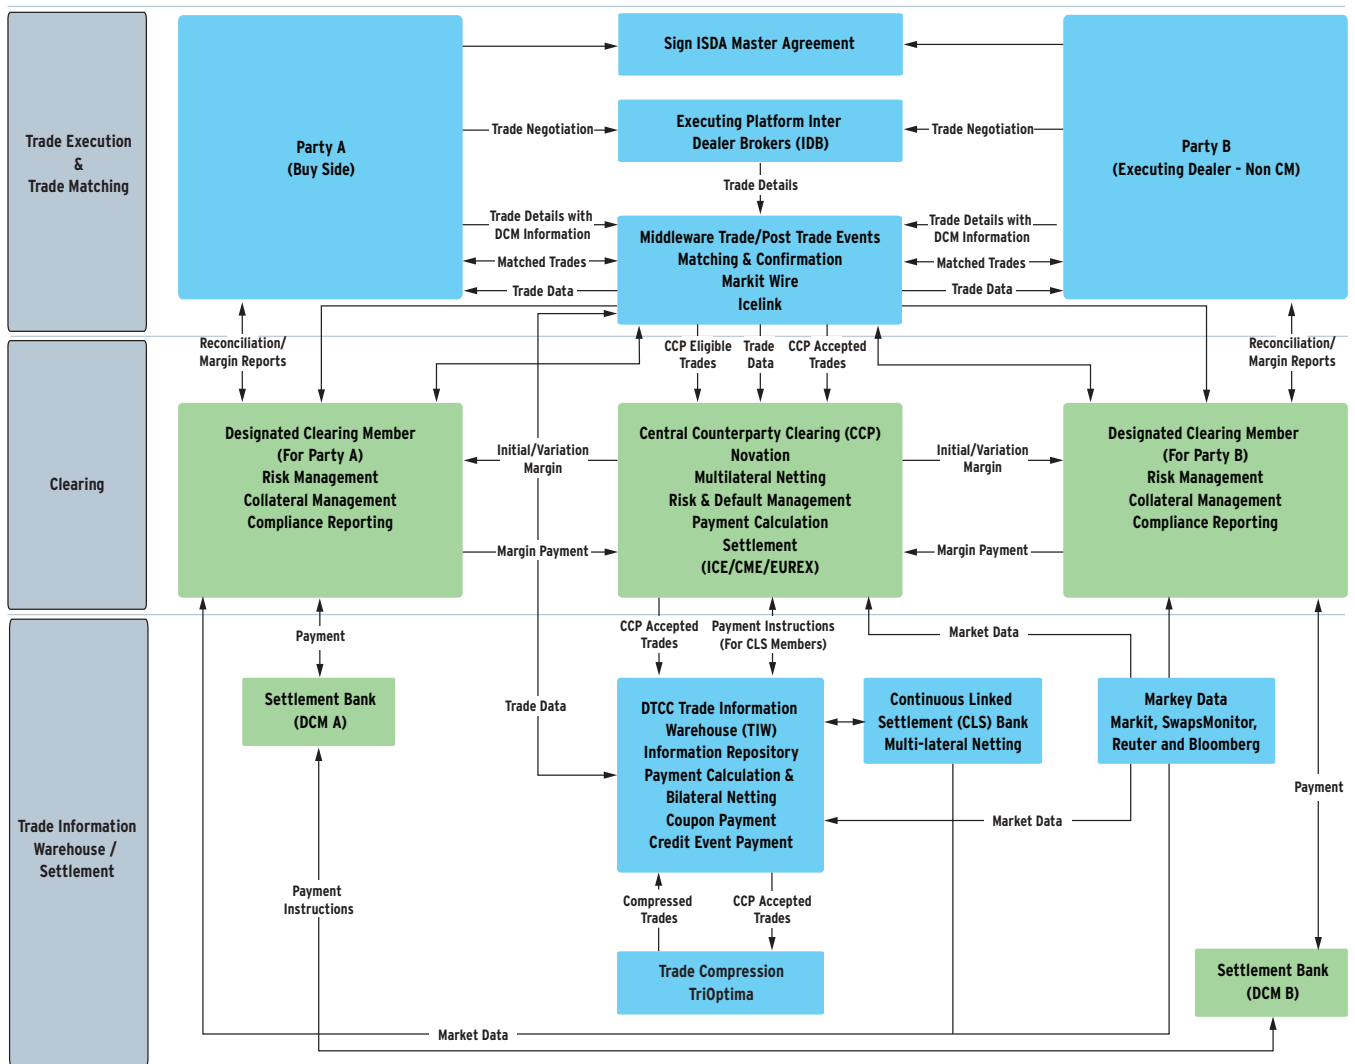 Trade Execution
&
Trade Matching
Party A
(Buy Side)
Sign ISDA Master Agreement
Trade Negotiation
Executing Platform Inter
Dealer Brokers (IDB)
Trade Negotiation
Party B
(Executing Dealer - Non CM)
Trade Details
Trade Details with
DCM Information
Matched Trades
Trade Data
Middleware Trade/Post Trade Events
Matching & Confirmation
Markit Wire
Icelink
Trade Details with
DCM Information
Matched Trades
Trade Data
Reconciliation/
Margin Reports
CCP Eligible
Trades
Trade
Data
CCP Accepted
Trades
Reconciliation/
Margin Reports
Clearing
Designated Clearing Member
(For Party A)
Risk Management
Collateral Management
Compliance Reporting
Initial/Variation
Margin
Margin Payment
Central Counterparty Clearing (CCP)
Novation
Multilateral Netting
Risk & Default Management
Payment Calculation
Settlement
(ICE/CME/EUREX)
Initial/Variation
Margin
Margin Payment
Designated Clearing Member
(For Party B)
Risk Management
Collateral Management
Compliance Reporting
Trade Information
Warehouse /
Settlement
Payment
CCP Accepted
Trades
Payment Instructions
(For CLS Members)
Market Data
Settlement Bank
(DCM A)
Trade Data
DTCC Trade Information
Warehouse (TIW)
Information Repository
Payment Calculation &
Bilateral Netting
Coupon Payment
Credit Event Payment
Continuous Linked
Settlement (CLS) Bank
Multi-lateral Netting
Markey Data
Markit, SwapsMonitor,
Reuter and Bloomberg
Payment
Market Data
Payment
Instructions
Compressed
Trades
CCP Accepted
Trades
Trade Compression
TriOptima
Settlement Bank
(DCM B)
Market Data